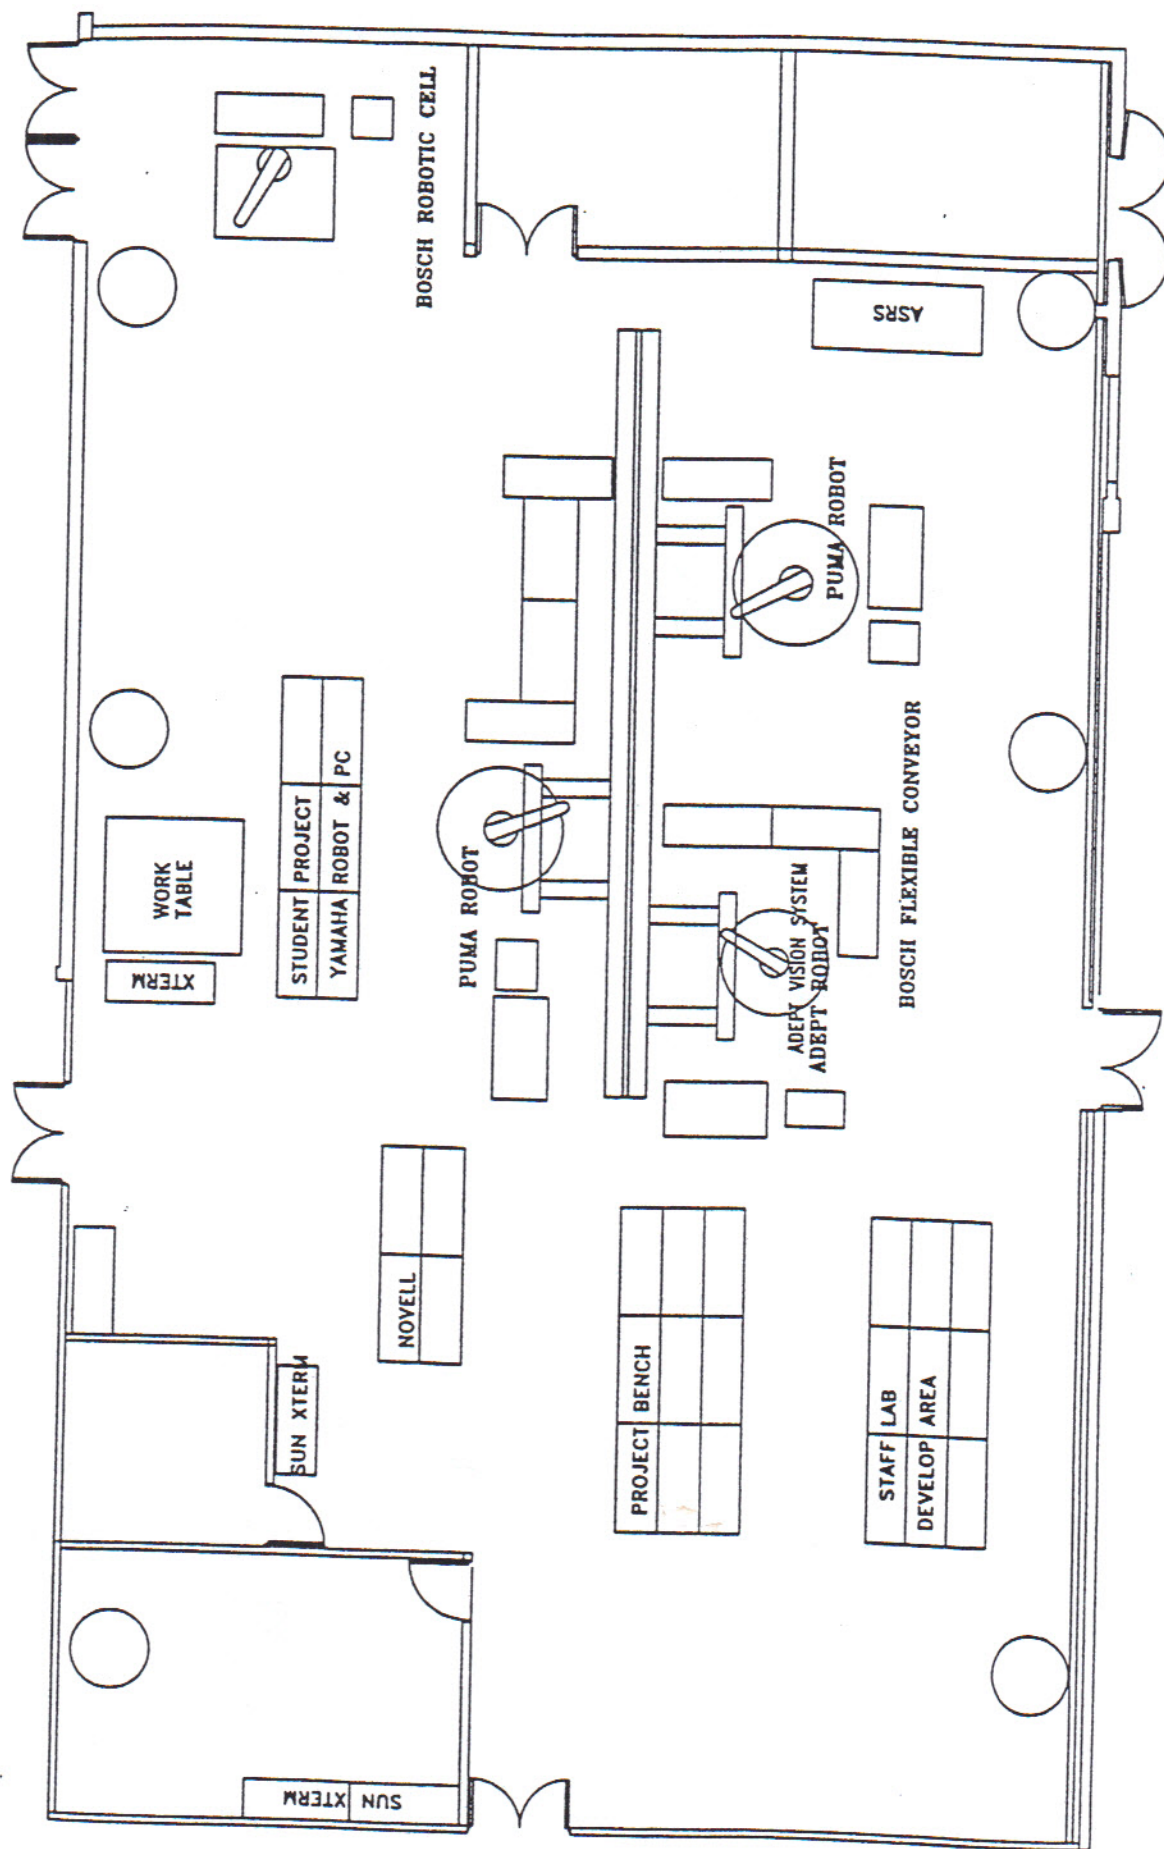 BOSCH ROBOTIC CELL
ASRS
PUMA ROBOT
STUDENT PROJECT
YAMAHA ROBOT & PC
WORK
TABLE
XTERM
PUMA ROBOT
BOSCH FLEXIBLE CONVEYOR
ADEPT VISION SYSTEM
ADEPT ROBOT
NOVELL
SUN XTERM
PROJECT BENCH
STAFF LAB
DEVELOP AREA
SUN XTERM